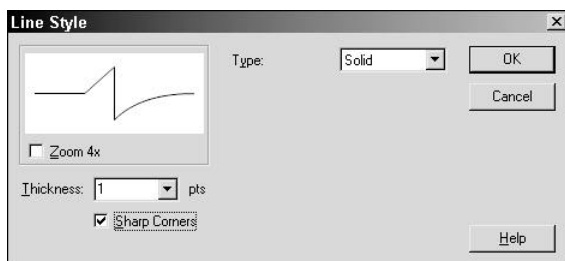 Line Style
Type: Solid OK
Cancel
Zoom 4x
Thickness: 1 pts
Sharp Corners
Help